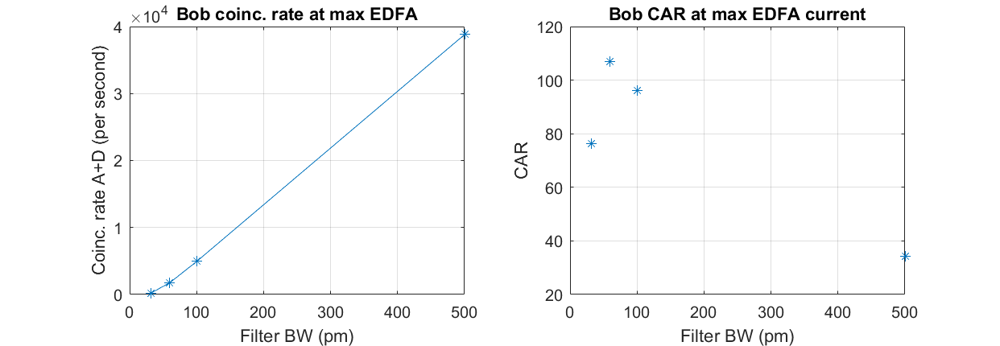 Bob coinc. rate at max EDFA
×10⁴
4
3
2
1
0
0 100 200 300 400 500
Coinc. rate A+D (per second)
Filter BW (pm)
Bob CAR at max EDFA current
120
100
80
60
40
20
0 100 200 300 400 500
CAR
Filter BW (pm)